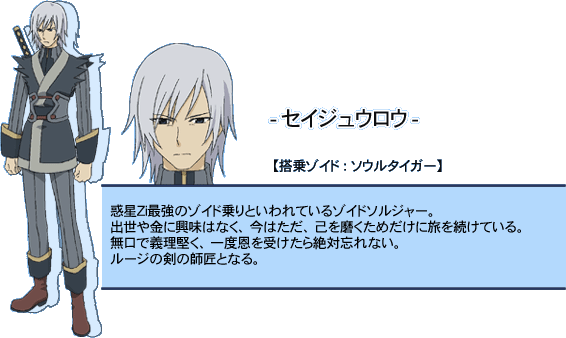 - セイジュウロウ -
【搭乗ゾイド : ソウルタイガー】
惑星Zi最強のゾイド乗りといわれているゾイドソルジャー。
出世や金に興味はなく、今はただ、己を磨くためだけに旅を続けている。
無口で義理堅く、一度恩を受けたら絶対忘れない。
ルージの剣の師匠となる。